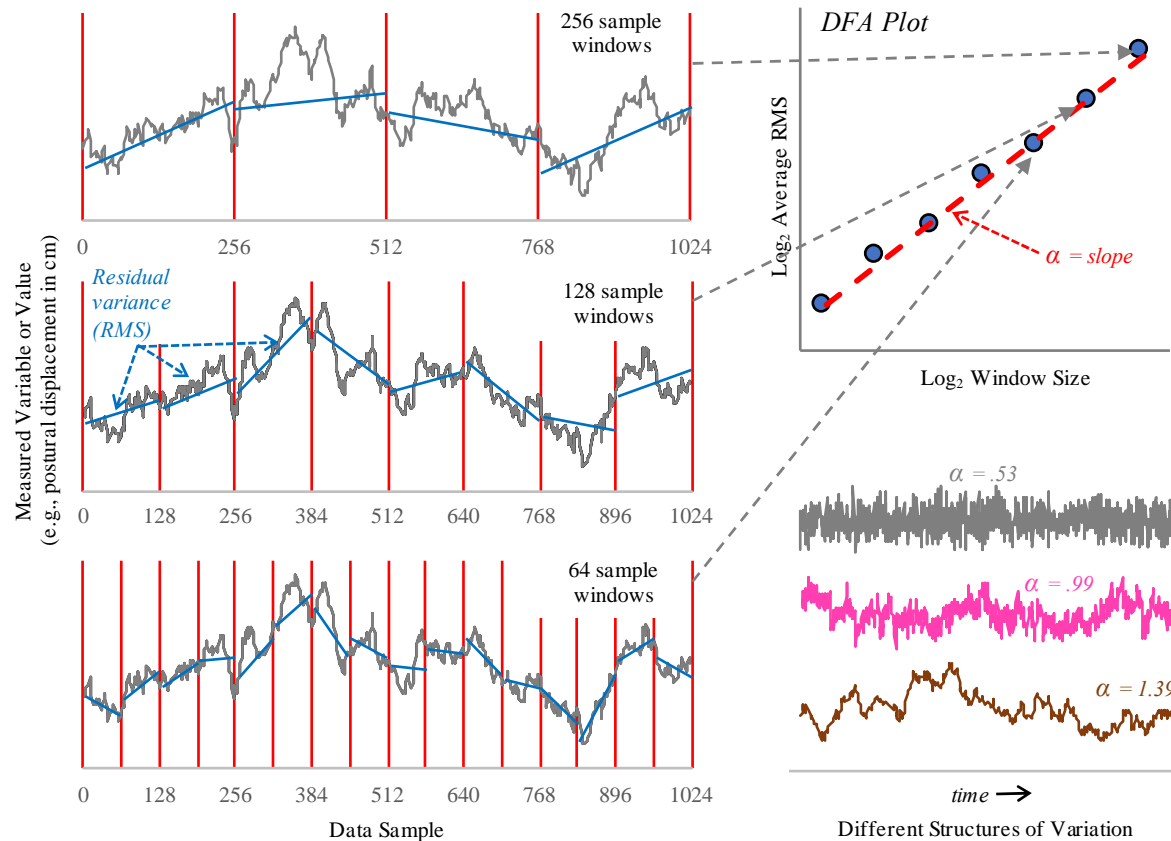 Measured Variable or Value
(e.g., postural displacement in cm)
256 sample
windows
0 256 512 768 1024
Residual
variance
(RMS)
128 sample
windows
0 128 256 384 512 640 768 896 1024
64 sample
windows
0 128 256 384 512 640 768 896 1024
Data Sample
DFA Plot
Log₂ Average RMS
α = slope
Log₂ Window Size
α = .53
α = .99
α = 1.39
time
Different Structures of Variation